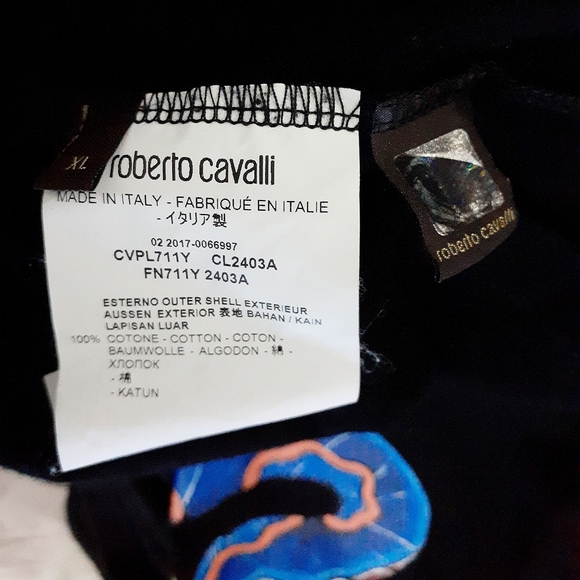 XL
roberto cavalli
MADE IN ITALY - FABRIQUÉ EN ITALIE
- イタリア製
02 2017-0066997
CVPL711Y CL2403A
FN711Y 2403A
ESTERNO OUTER SHELL EXTERIEUR
AUSSEN EXTERIOR 表地 BAHAN / KAIN
LAPISAN LUAR
100% COTONE - COTTON - COTON -
BAUMWOLLE - ALGODON - 綿 -
ХЛОПОК
- 棉
- KATUN
roberto cavalli